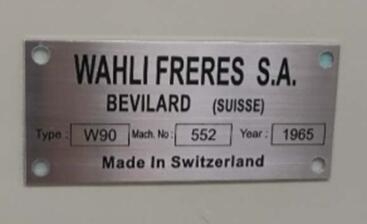 WAHLI FRERES S.A.
BEVILARD (SUISSE)
Type : W90 Mach. No : 552 Year : 1965
Made In Switzerland